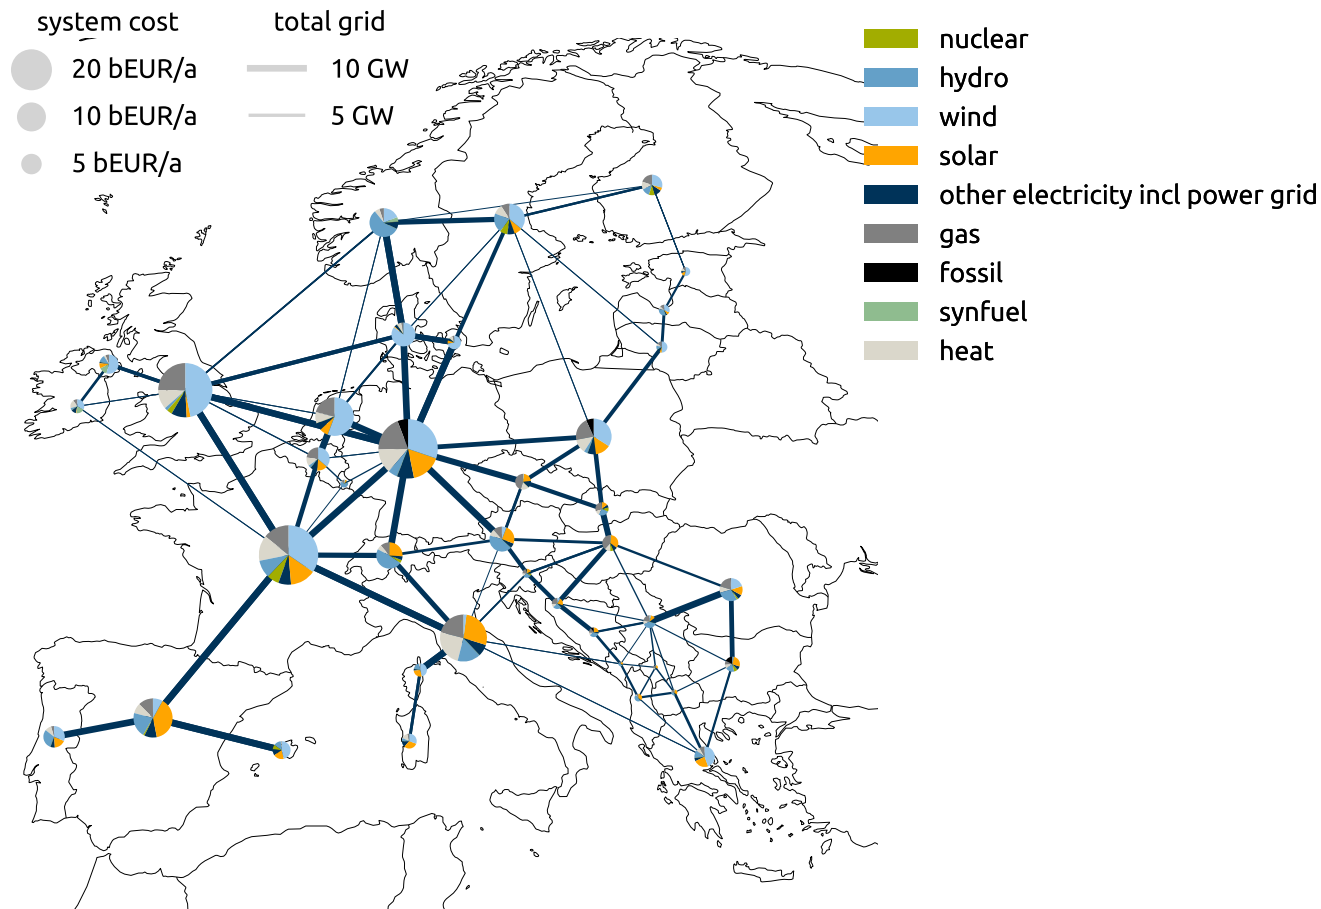 system cost
20 bEUR/a
10 bEUR/a
5 bEUR/a
total grid
10 GW
5 GW
nuclear
hydro
wind
solar
other electricity incl power grid
gas
fossil
synfuel
heat